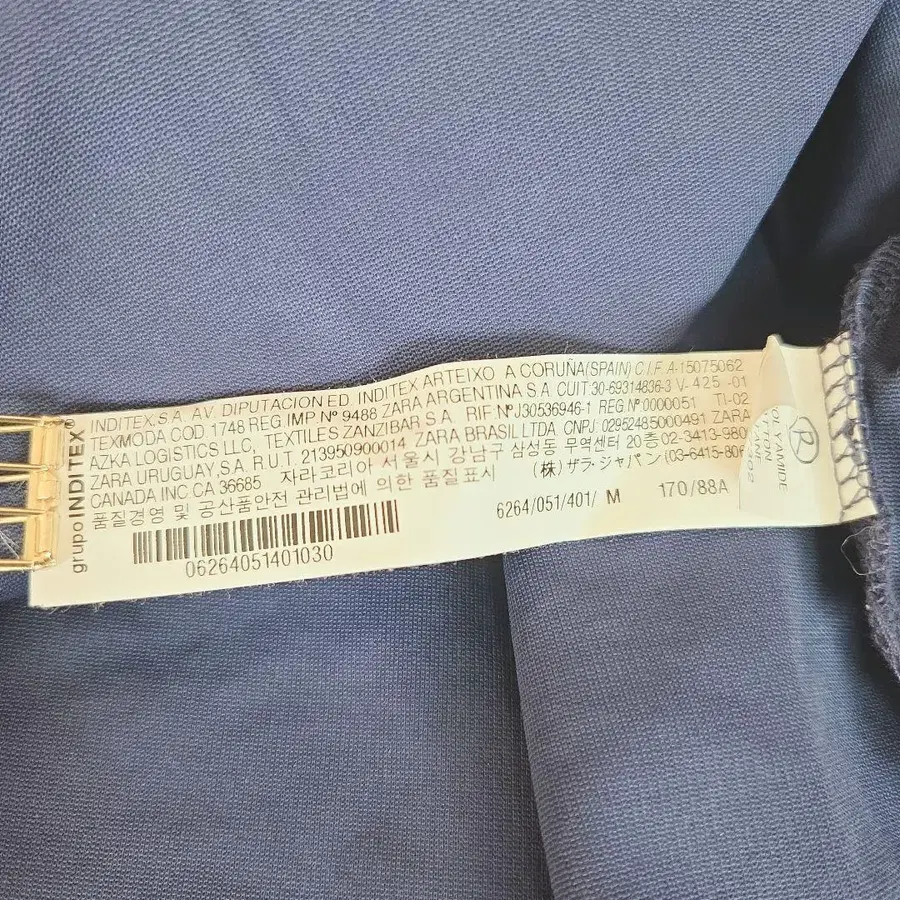 grupo INDITEX®
INDITEX.S.A. AV. DIPUTACION ED. INDITEX ARTEIXO A CORUÑA(SPAIN) C.I.F. A-15075062
TEXMODA COD. 1748 REG.IMP.Nº 9488 ZARA ARGENTINA S.A. CUIT 30-69314836-3 V- 425 -01
AZKA LOGISTICS LLC, TEXTILES ZANZIBAR S.A. RIF NºJ30536946-1 REG.Nº0000051 TI-02
ZARA URUGUAY S.A. R.U.T. 213950900014, ZARA BRASIL LTDA. CNPJ: 02952485000491 ZARA
CANADA INC. CA 36685 자라코리아 서울시 강남구 삼성동 무역센터 20층 02-3413-980
품질경영 및 공산품안전 관리법에 의한 품질표시 (株) ザラ・ジャパン (03-6415-80
6264/051/401/ M 170/88A
06264051401030
P
YAMIDE